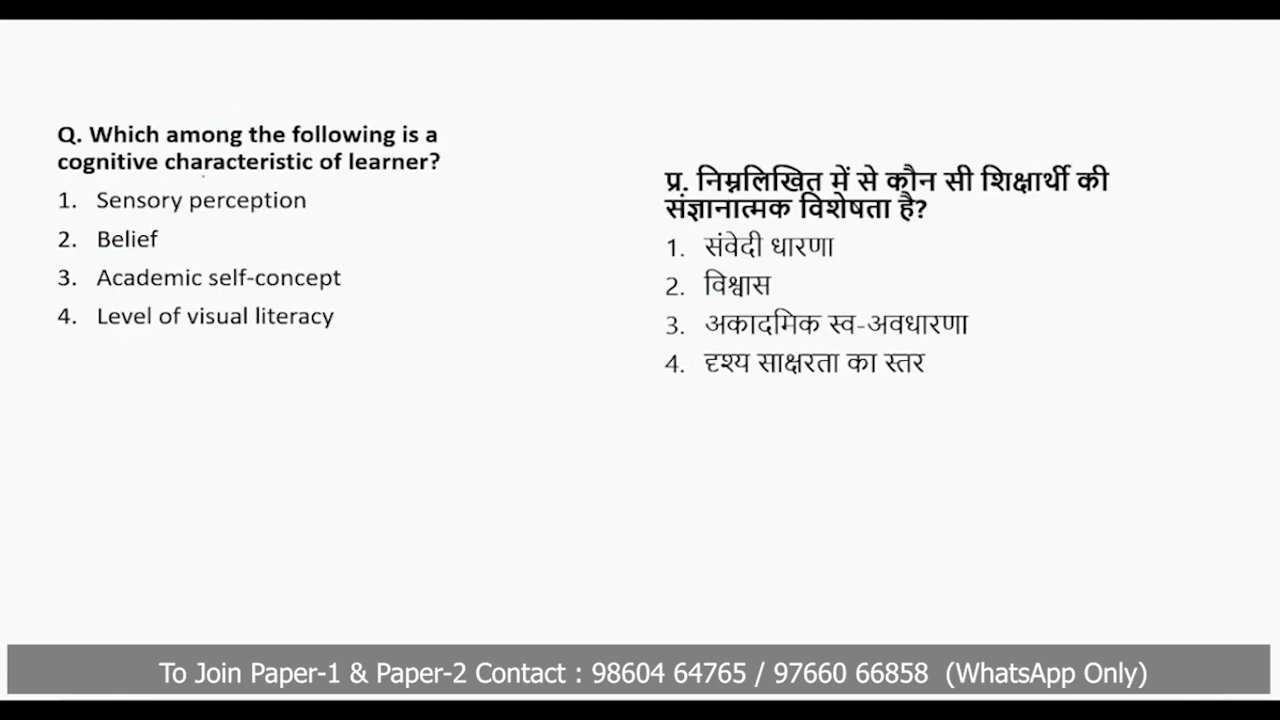 Q. Which among the following is a
cognitive characteristic of learner?
1. Sensory perception
2. Belief
3. Academic self-concept
4. Level of visual literacy
प्र. निम्नलिखित में से कौन सी शिक्षार्थी की
संज्ञानात्मक विशेषता है?
1. संवेदी धारणा
2. विश्वास
3. अकादमिक स्व-अवधारणा
4. दृश्य साक्षरता का स्तर
To Join Paper-1 & Paper-2 Contact : 98604 64765 / 97660 66858 (WhatsApp Only)